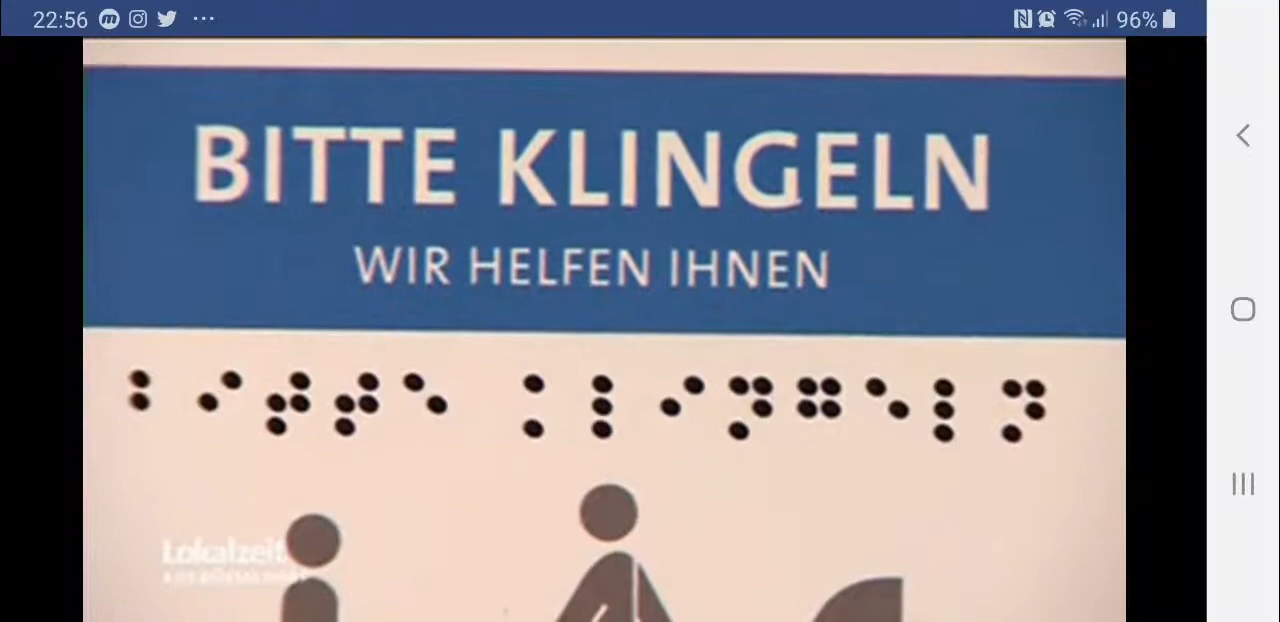 22:56 96%
BITTE KLINGELN
WIR HELFEN IHNEN
⠃⠊⠞⠞⠑ ⠅⠇⠊⠝⠛⠑⠇⠝
Lokalzeit